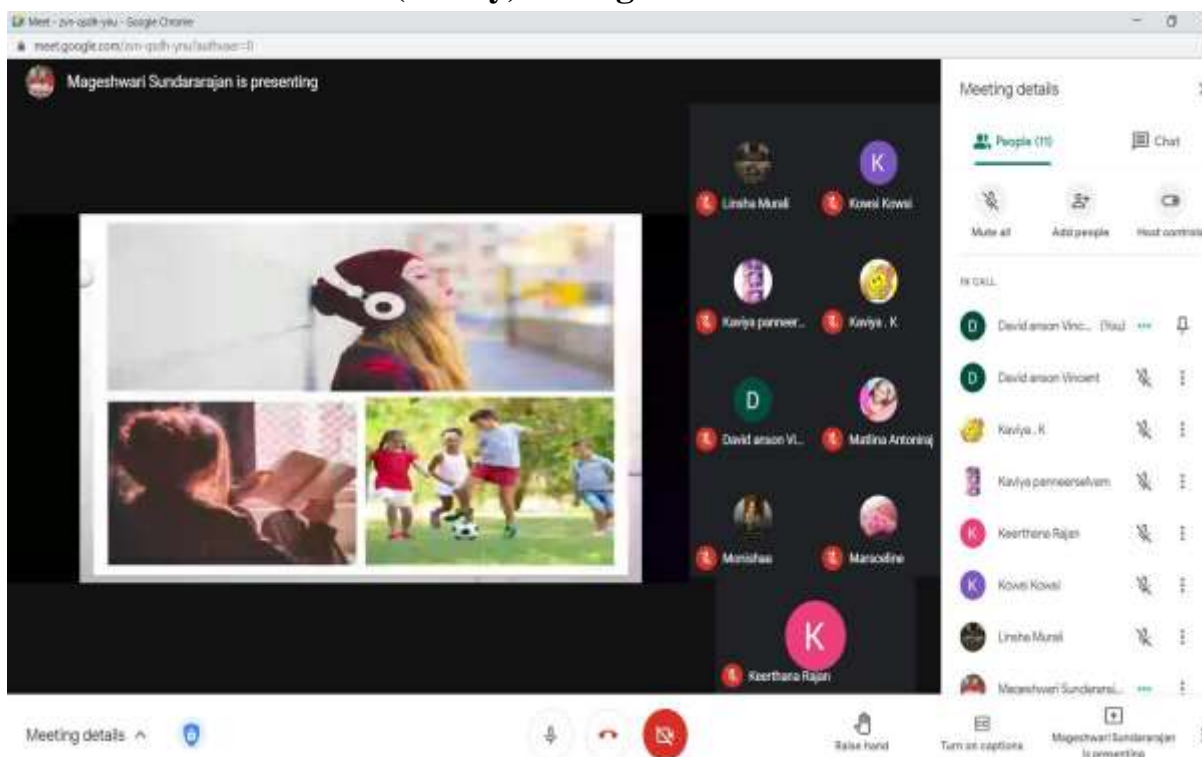 Meet - zvn-qsdh-ynu - Google Chrome
meet.google.com/zvn-qsdh-ynu?authuser=0
Mageshwari Sundararajan is presenting
Meeting details
People (11)
Chat
Mute all
Add people
Host controls
IN CALL
David anson Vinc... (You)
David anson Vincent
Kaviya . K
Kaviya panneerselvam
Keerthana Rajan
Kowsi Kowsi
Linsha Murali
Mageshwari Sundararaj...
Linsha Murali
K
Kowsi Kowsi
Kaviya panneer...
Kaviya . K
D
David anson Vi...
Matlina Antoniraj
Monishaa
Marsceline
K
Keerthana Rajan
D
D
K
K
Meeting details
Raise hand
Turn on captions
Mageshwari Sundararajan
is presenting